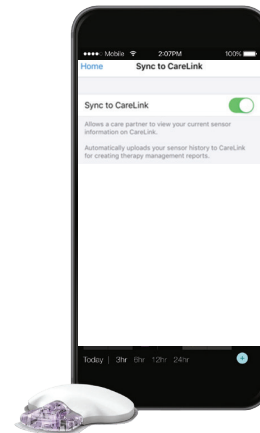 Mobile 2:07PM 100%
Home Sync to CareLink
Sync to CareLink
Allows a care partner to view your current sensor
information on CareLink.
Automatically uploads your sensor history to CareLink
for creating therapy management reports.
Today | 3hr 6hr 12hr 24hr